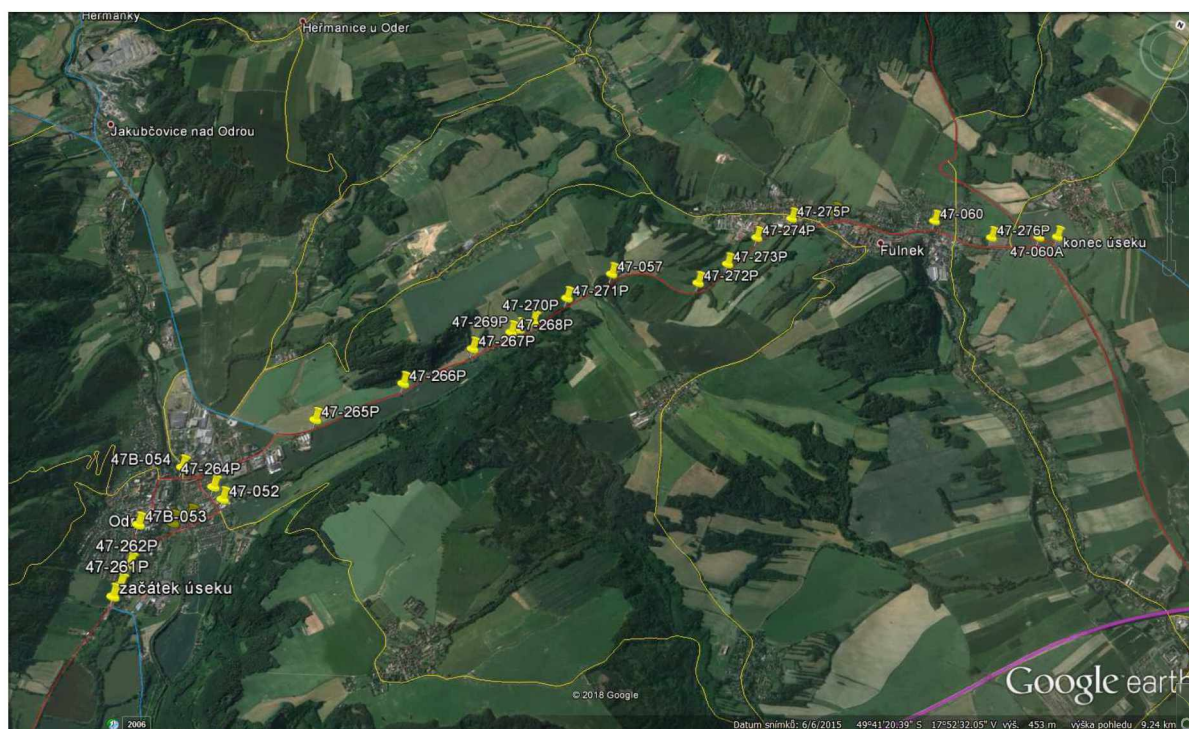 Heřmánky
Heřmanice u Oder
N
Jakubčovice nad Odrou
47-275P
47-060
47-274P
47-276P
konec úseku
47-060A
Fulnek
47-273P
47-057
47-272P
47-271P
47-270P
47-269P
47-268P
47-267P
47-266P
47-265P
47B-054
47-264P
47-052
47B-053
47-262P
47-261P
začátek úseku
Google earth
© 2018 Google
2006
Datum snímků: 6/6/2015 49°41'20.39" S 17°52'32.05" V výš. 453 m výška pohledu 9.24 km